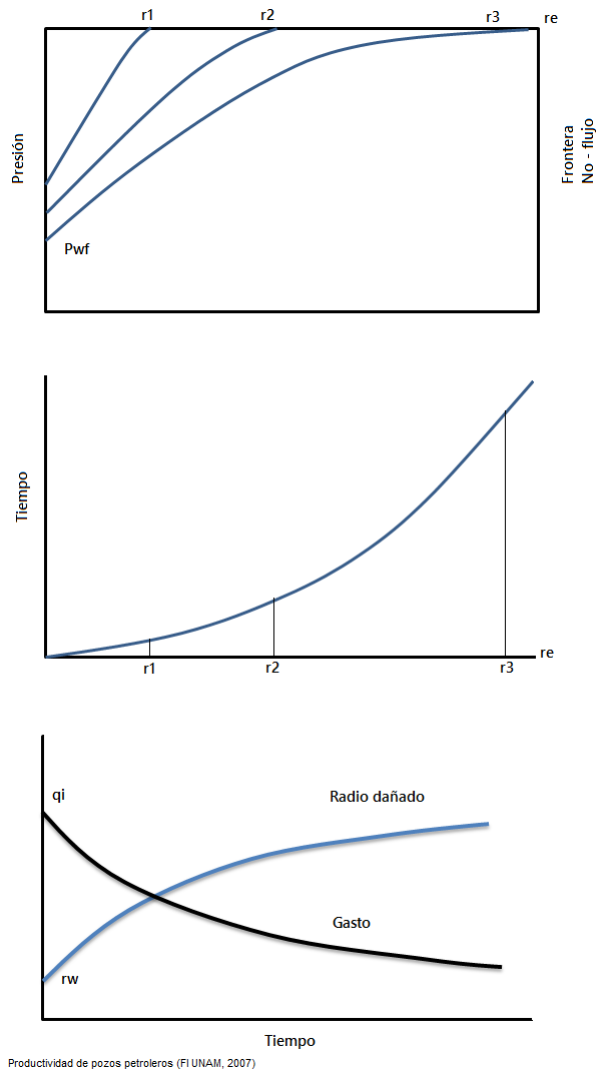 r1
r2
r3
re
Presión
Frontera
No - flujo
Pwf
Tiempo
re
r1
r2
r3
qi
Radio dañado
Gasto
rw
Tiempo
Productividad de pozos petroleros (FI UNAM, 2007)